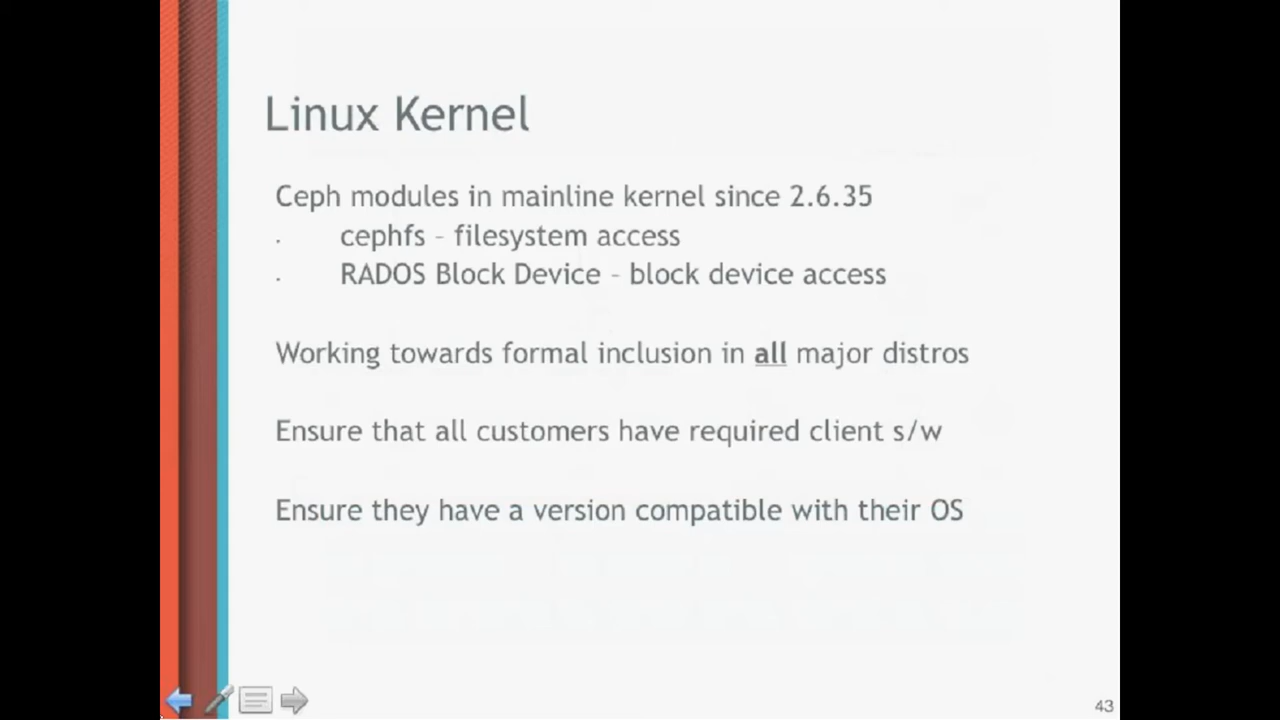 Linux Kernel
Ceph modules in mainline kernel since 2.6.35
· cephfs – filesystem access
· RADOS Block Device – block device access
Working towards formal inclusion in all major distros
Ensure that all customers have required client s/w
Ensure they have a version compatible with their OS
43